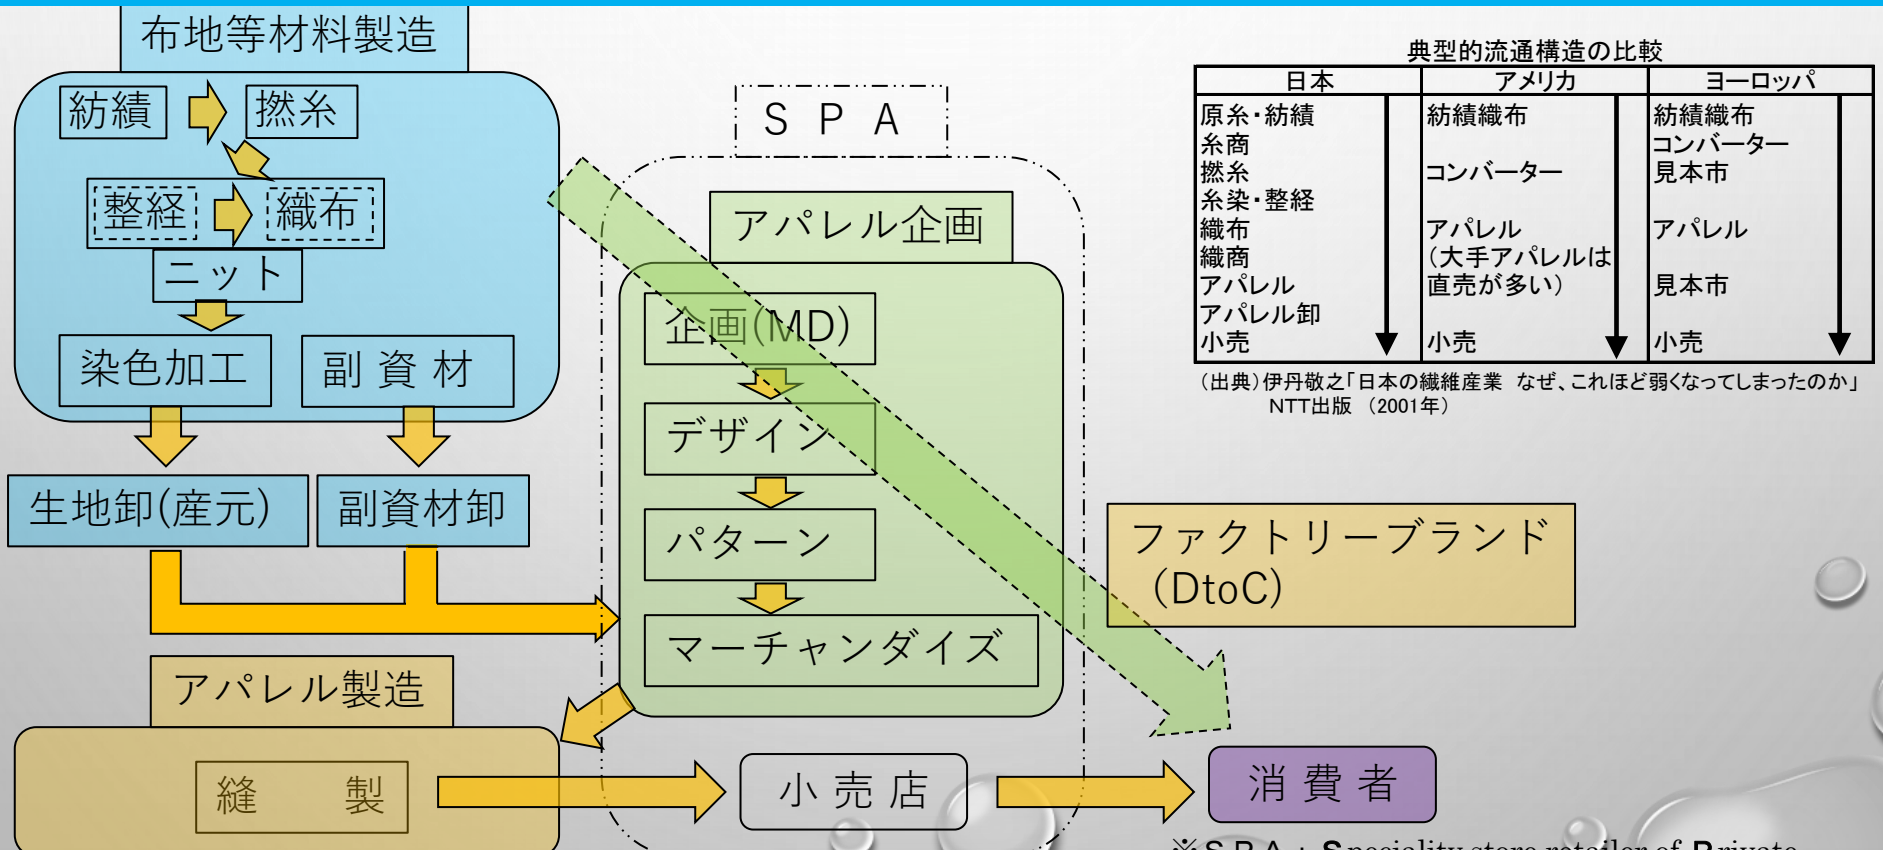 布地等材料製造
紡績
撚糸
整経
織布
ニット
染色加工
副 資 材
生地卸(産元)
副資材卸
ＳＰＡ
アパレル企画
企画(MD)
デザイン
パターン
マーチャンダイズ
アパレル製造
縫　　製
小 売 店
消 費 者
ファクトリーブランド
（DtoC）
典型的流通構造の比較
日本
アメリカ
ヨーロッパ
原糸・紡績
糸商
撚糸
糸染・整経
織布
織商
アパレル
アパレル卸
小売
紡績織布
コンバーター
アパレル
（大手アパレルは
直売が多い）
小売
紡績織布
コンバーター
見本市
アパレル
見本市
小売
（出典）伊丹敬之「日本の繊維産業　なぜ、これほど弱くなってしまったのか」
NTT出版　（2001年）
※ＳＰＡ：Speciality store retailer of Private